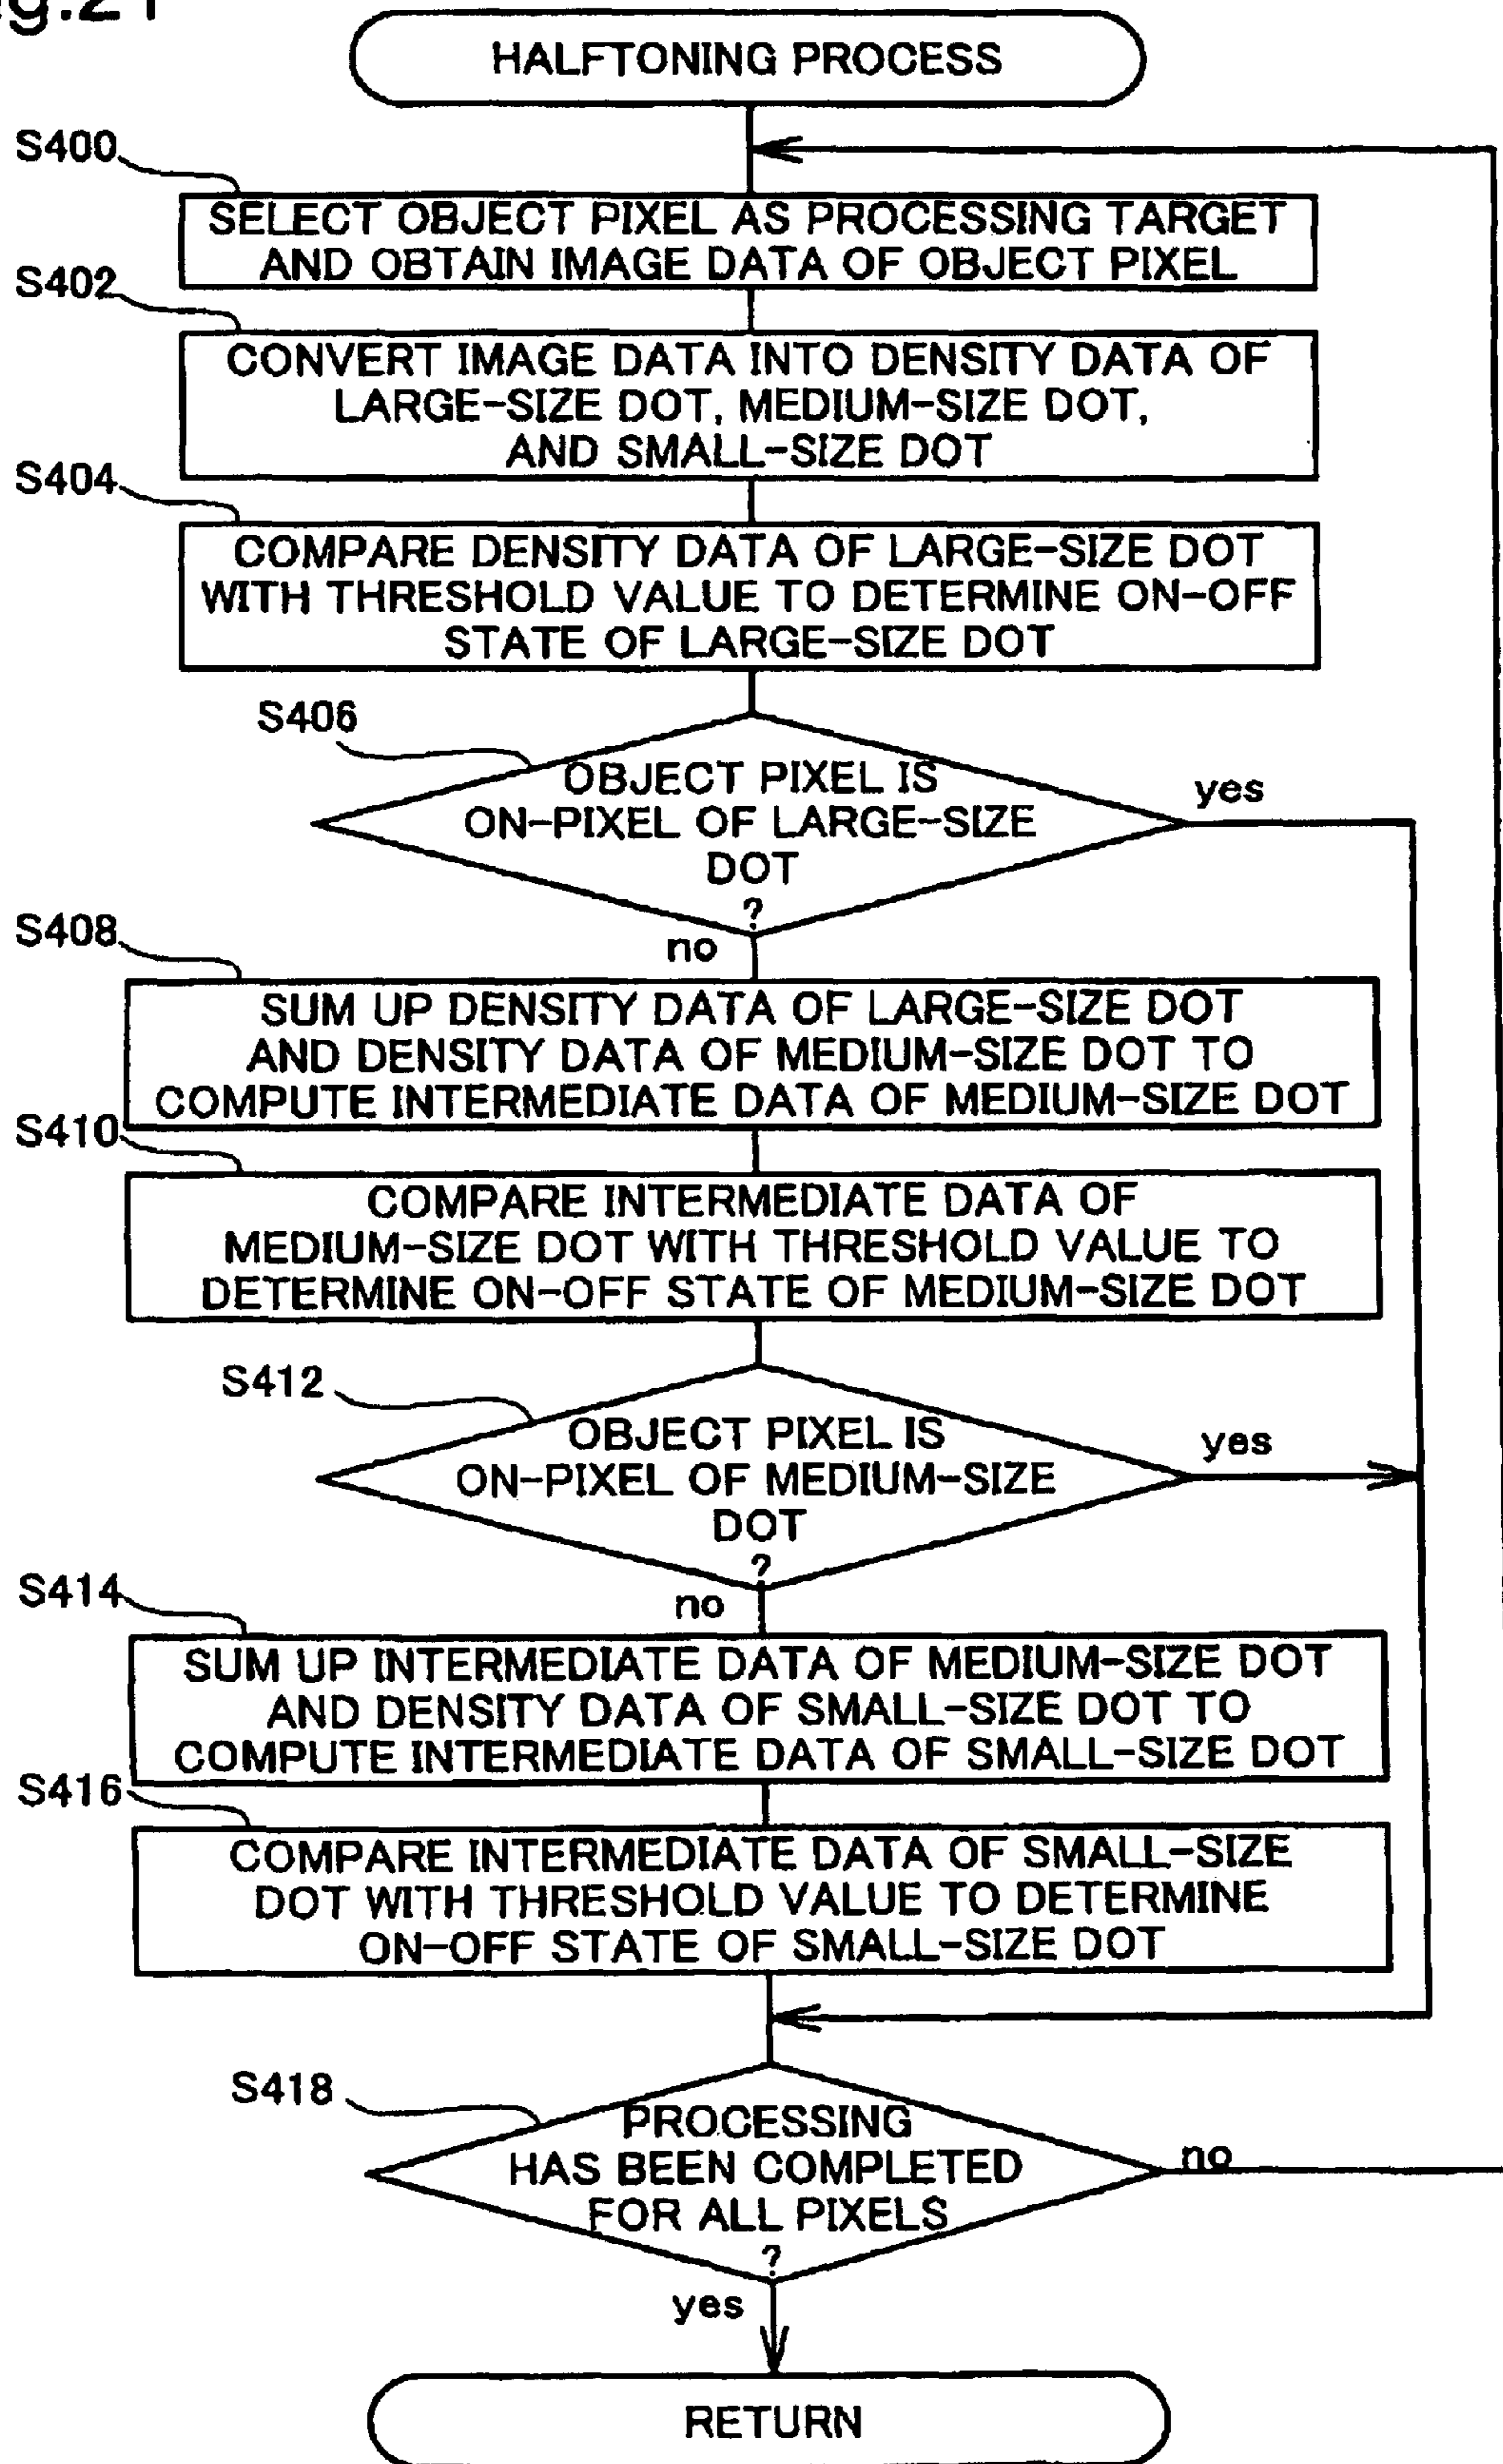 g.21
HALFTONING PROCESS
S400
SELECT OBJECT PIXEL AS PROCESSING TARGET
AND OBTAIN IMAGE DATA OF OBJECT PIXEL
S402
CONVERT IMAGE DATA INTO DENSITY DATA OF
LARGE-SIZE DOT, MEDIUM-SIZE DOT,
AND SMALL-SIZE DOT
S404
COMPARE DENSITY DATA OF LARGE-SIZE DOT
WITH THRESHOLD VALUE TO DETERMINE ON-OFF
STATE OF LARGE-SIZE DOT
S406
OBJECT PIXEL IS
ON-PIXEL OF LARGE-SIZE
DOT
?
yes
no
S408
SUM UP DENSITY DATA OF LARGE-SIZE DOT
AND DENSITY DATA OF MEDIUM-SIZE DOT TO
COMPUTE INTERMEDIATE DATA OF MEDIUM-SIZE DOT
S410
COMPARE INTERMEDIATE DATA OF
MEDIUM-SIZE DOT WITH THRESHOLD VALUE TO
DETERMINE ON-OFF STATE OF MEDIUM-SIZE DOT
S412
OBJECT PIXEL IS
ON-PIXEL OF MEDIUM-SIZE
DOT
?
yes
no
S414
SUM UP INTERMEDIATE DATA OF MEDIUM-SIZE DOT
AND DENSITY DATA OF SMALL-SIZE DOT TO
COMPUTE INTERMEDIATE DATA OF SMALL-SIZE DOT
S416
COMPARE INTERMEDIATE DATA OF SMALL-SIZE
DOT WITH THRESHOLD VALUE TO DETERMINE
ON-OFF STATE OF SMALL-SIZE DOT
S418
PROCESSING
HAS BEEN COMPLETED
FOR ALL PIXELS
?
no
yes
RETURN